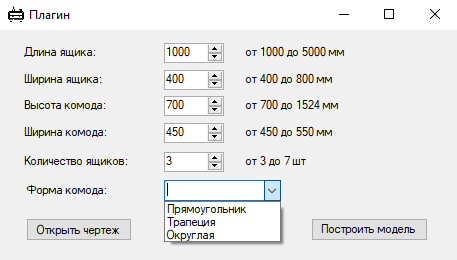 Плагин
Длина ящика: 1000 от 1000 до 5000 мм
Ширина ящика: 400 от 400 до 800 мм
Высота комода: 700 от 700 до 1524 мм
Ширина комода: 450 от 450 до 550 мм
Количество ящиков: 3 от 3 до 7 шт
Форма комода:
Прямоугольник
Трапеция
Округлая
Открыть чертеж Построить модель